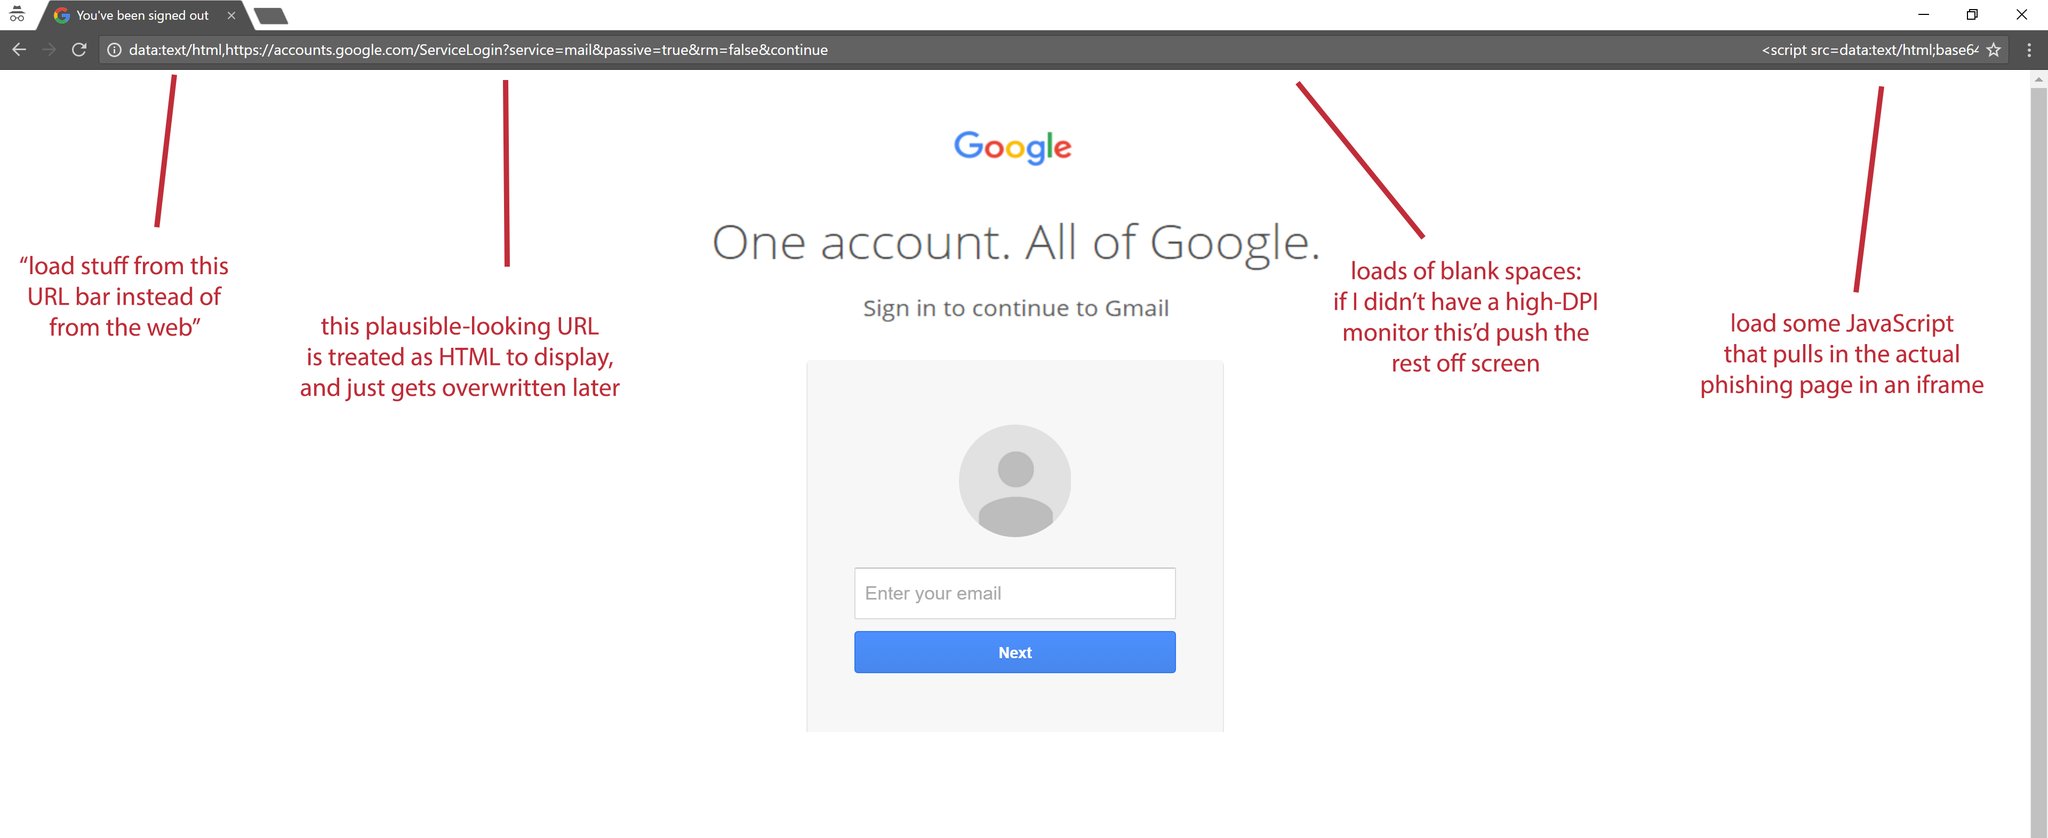 You've been signed out
data:text/html,https://accounts.google.com/ServiceLogin?service=mail&passive=true&rm=false&continue
<script src=data:text/html;base64
Google
One account. All of Google.
Sign in to continue to Gmail
“load stuff from this
URL bar instead of
from the web”
this plausible-looking URL
is treated as HTML to display,
and just gets overwritten later
loads of blank spaces:
if I didn’t have a high-DPI
monitor this’d push the
rest off screen
load some JavaScript
that pulls in the actual
phishing page in an iframe
Enter your email
Next